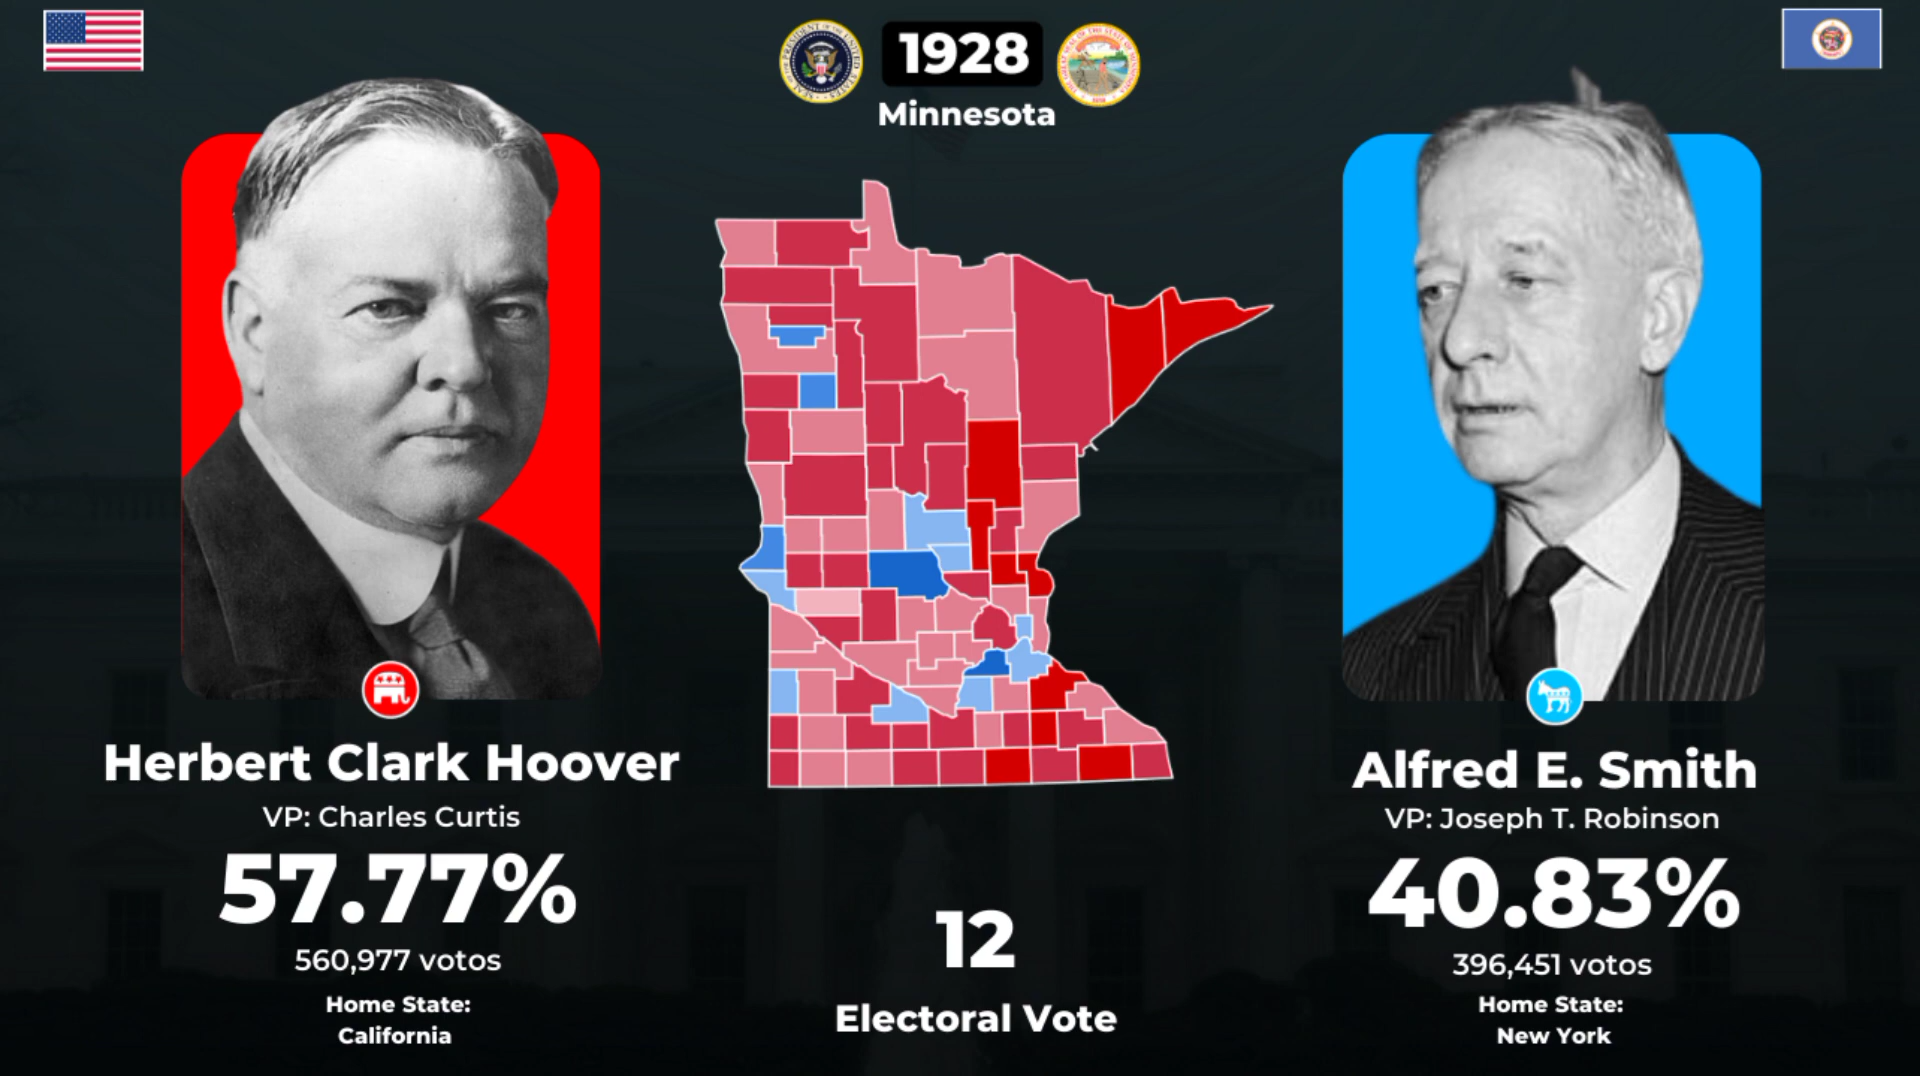 1928
Minnesota
Herbert Clark Hoover
VP: Charles Curtis
57.77%
560,977 votos
Home State:
California
12
Electoral Vote
Alfred E. Smith
VP: Joseph T. Robinson
40.83%
396,451 votos
Home State:
New York